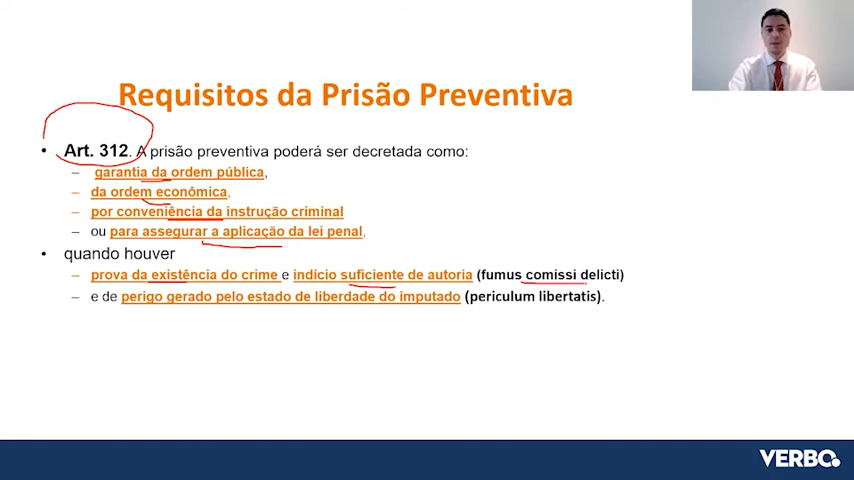 Requisitos da Prisão Preventiva
• Art. 312. A prisão preventiva poderá ser decretada como:
– garantia da ordem pública,
– da ordem econômica,
– por conveniência da instrução criminal
– ou para assegurar a aplicação da lei penal,
• quando houver
– prova da existência do crime e indício suficiente de autoria (fumus comissi delicti)
– e de perigo gerado pelo estado de liberdade do imputado (periculum libertatis).
VERBO.